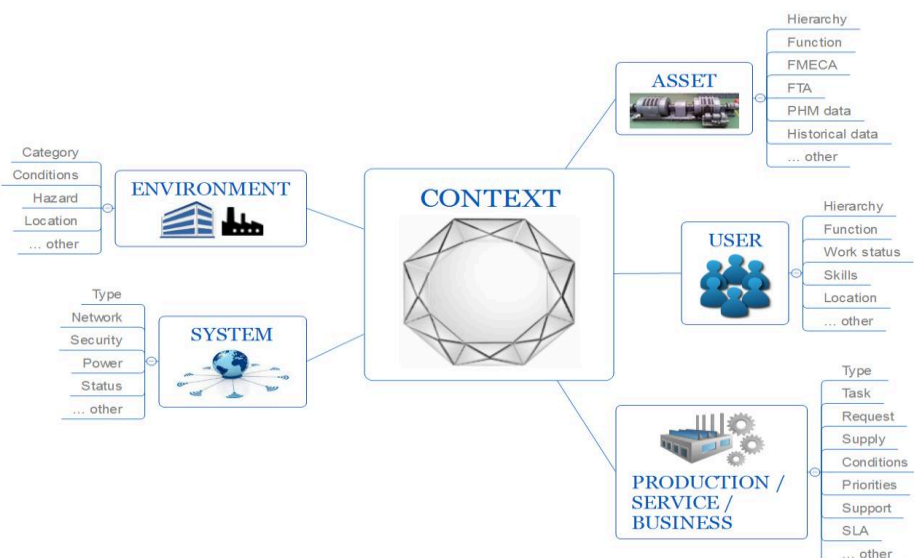 CONTEXT
ASSET
Hierarchy
Function
FMECA
FTA
PHM data
Historical data
... other
USER
Hierarchy
Function
Work status
Skills
Location
... other
PRODUCTION /
SERVICE /
BUSINESS
Type
Task
Request
Supply
Conditions
Priorities
Support
SLA
... other
ENVIRONMENT
Category
Conditions
Hazard
Location
... other
SYSTEM
Type
Network
Security
Power
Status
... other